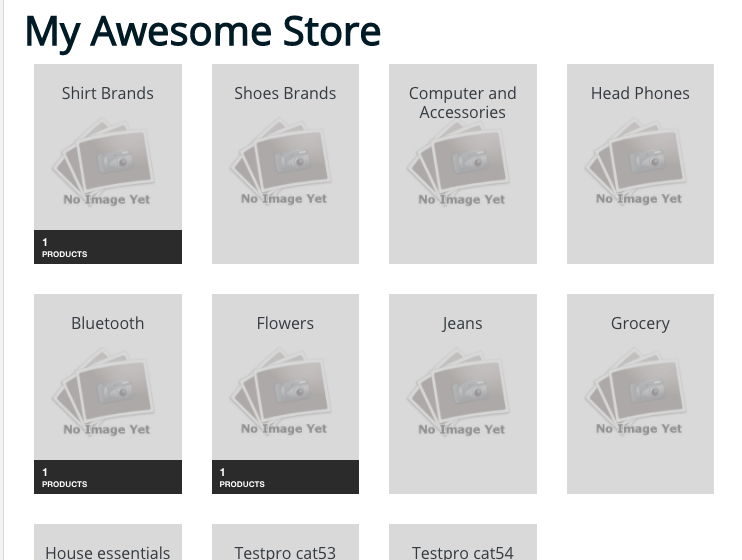 My Awesome Store
Shirt Brands
No Image Yet
1
PRODUCTS
Shoes Brands
No Image Yet
Computer and
Accessories
No Image Yet
Head Phones
No Image Yet
Bluetooth
No Image Yet
1
PRODUCTS
Flowers
No Image Yet
1
PRODUCTS
Jeans
No Image Yet
Grocery
No Image Yet
House essentials
Testpro cat53
Testpro cat54